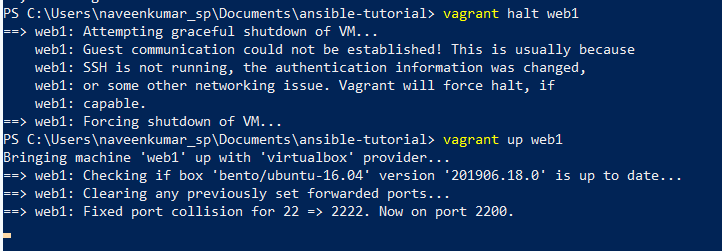 PS C:\Users\naveenkumar_sp\Documents\ansible-tutorial> vagrant halt web1
==> web1: Attempting graceful shutdown of VM...
web1: Guest communication could not be established! This is usually because
web1: SSH is not running, the authentication information was changed,
web1: or some other networking issue. Vagrant will force halt, if
web1: capable.
==> web1: Forcing shutdown of VM...
PS C:\Users\naveenkumar_sp\Documents\ansible-tutorial> vagrant up web1
Bringing machine 'web1' up with 'virtualbox' provider...
==> web1: Checking if box 'bento/ubuntu-16.04' version '201906.18.0' is up to date...
==> web1: Clearing any previously set forwarded ports...
==> web1: Fixed port collision for 22 => 2222. Now on port 2200.